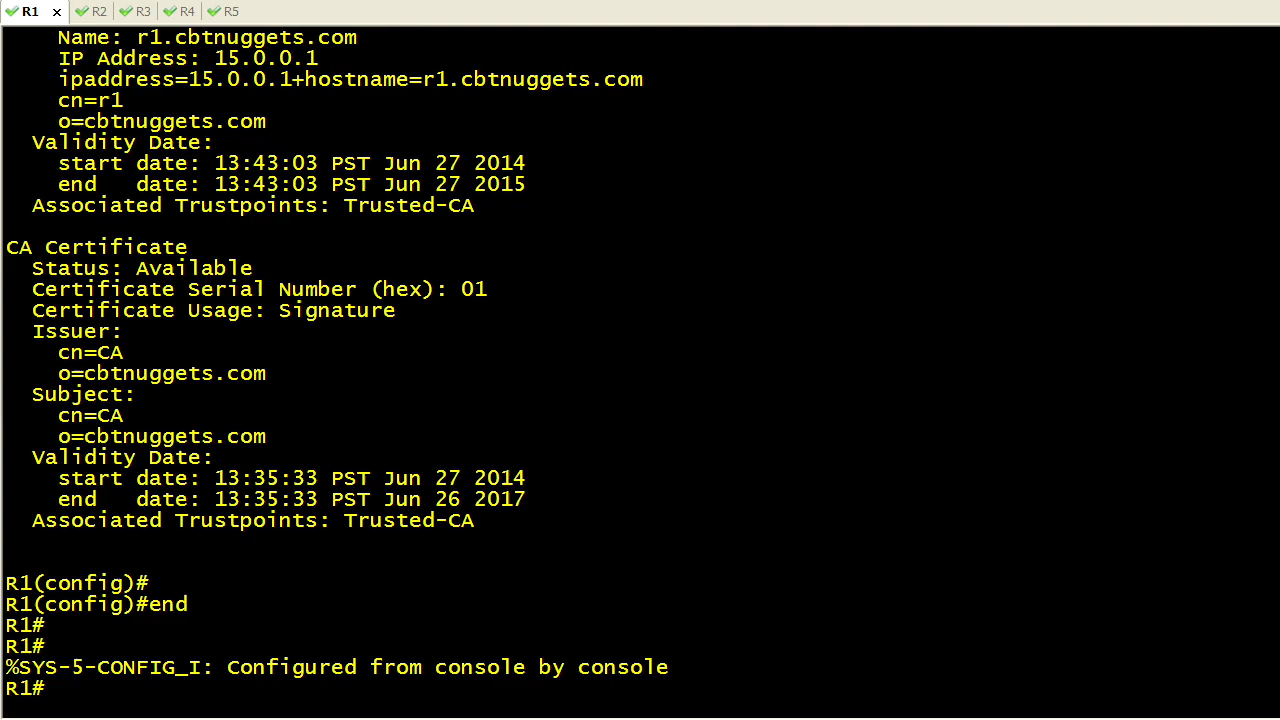 R1 x R2 R3 R4 R5
Name: r1.cbtnuggets.com
IP Address: 15.0.0.1
ipaddress=15.0.0.1+hostname=r1.cbtnuggets.com
cn=r1
o=cbtnuggets.com
Validity Date:
start date: 13:43:03 PST Jun 27 2014
end   date: 13:43:03 PST Jun 27 2015
Associated Trustpoints: Trusted-CA
CA Certificate
Status: Available
Certificate Serial Number (hex): 01
Certificate Usage: Signature
Issuer:
cn=CA
o=cbtnuggets.com
Subject:
cn=CA
o=cbtnuggets.com
Validity Date:
start date: 13:35:33 PST Jun 27 2014
end   date: 13:35:33 PST Jun 26 2017
Associated Trustpoints: Trusted-CA
R1(config)#
R1(config)#end
R1#
R1#
%SYS-5-CONFIG_I: Configured from console by console
R1#